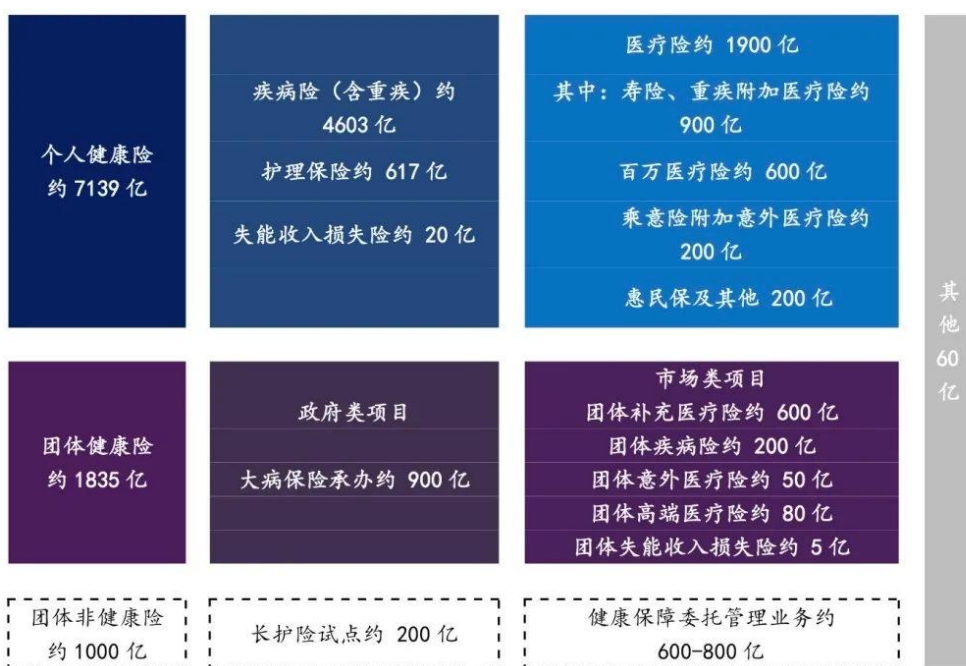 个人健康险
约 7139 亿
疾病险（含重疾）约
4603 亿
护理保险约 617 亿
失能收入损失险约 20 亿
医疗险约 1900 亿
其中：寿险、重疾附加医疗险约
900 亿
百万医疗险约 600 亿
乘意险附加意外医疗险约
200 亿
惠民保及其他 200 亿
团体健康险
约 1835 亿
政府类项目
大病保险承办约 900 亿
市场类项目
团体补充医疗险约 600 亿
团体疾病险约 200 亿
团体意外医疗险约 50 亿
团体高端医疗险约 80 亿
团体失能收入损失险约 5 亿
团体非健康险
约 1000 亿
长护险试点约 200 亿
健康保障委托管理业务约
600-800 亿
其
他
60
亿